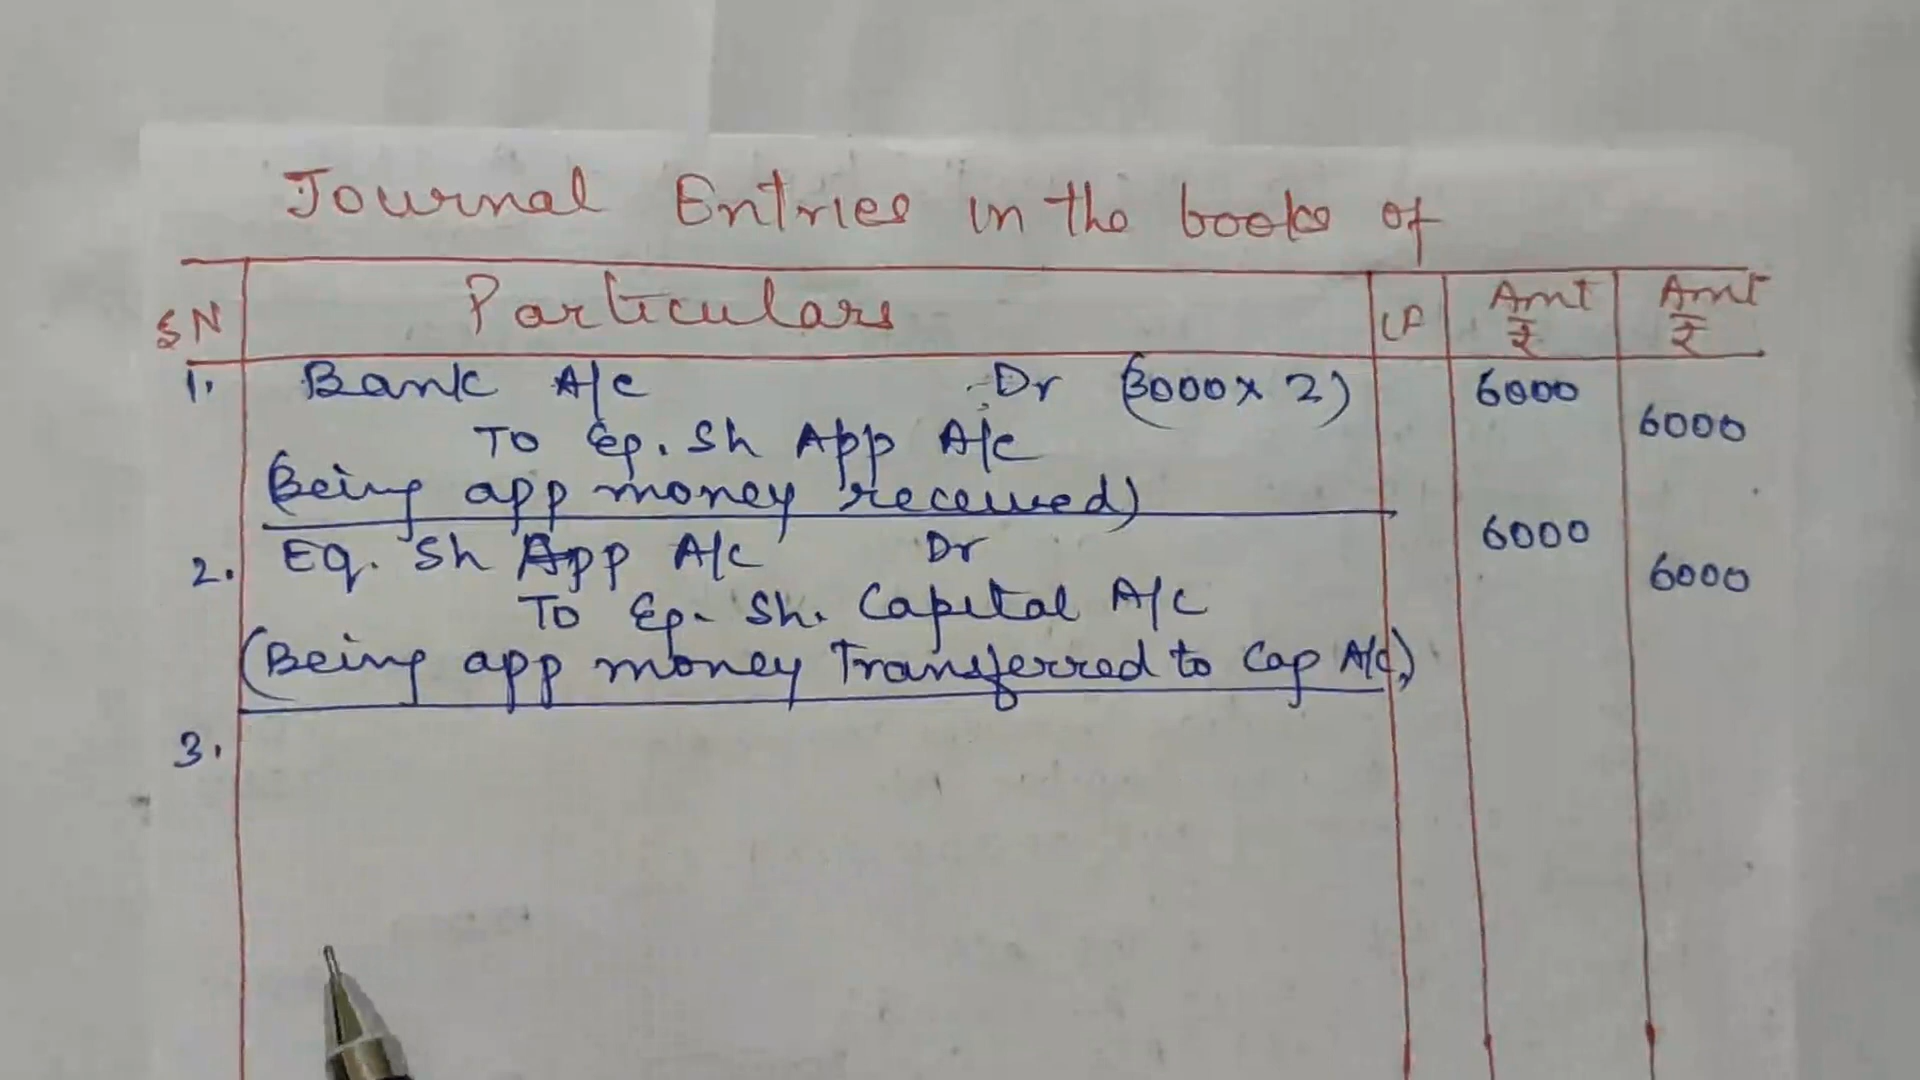 Journal Entries in the books of
SN Particulars LF Amt ₹ Amt ₹
1. Bank A/c Dr (3000 x 2) 6000
To Eq. Sh App A/c 6000
(Being app money received)
2. Eq. Sh App A/c Dr 6000
To Eq. Sh. Capital A/c 6000
(Being app money Transferred to Cap A/c)
3.